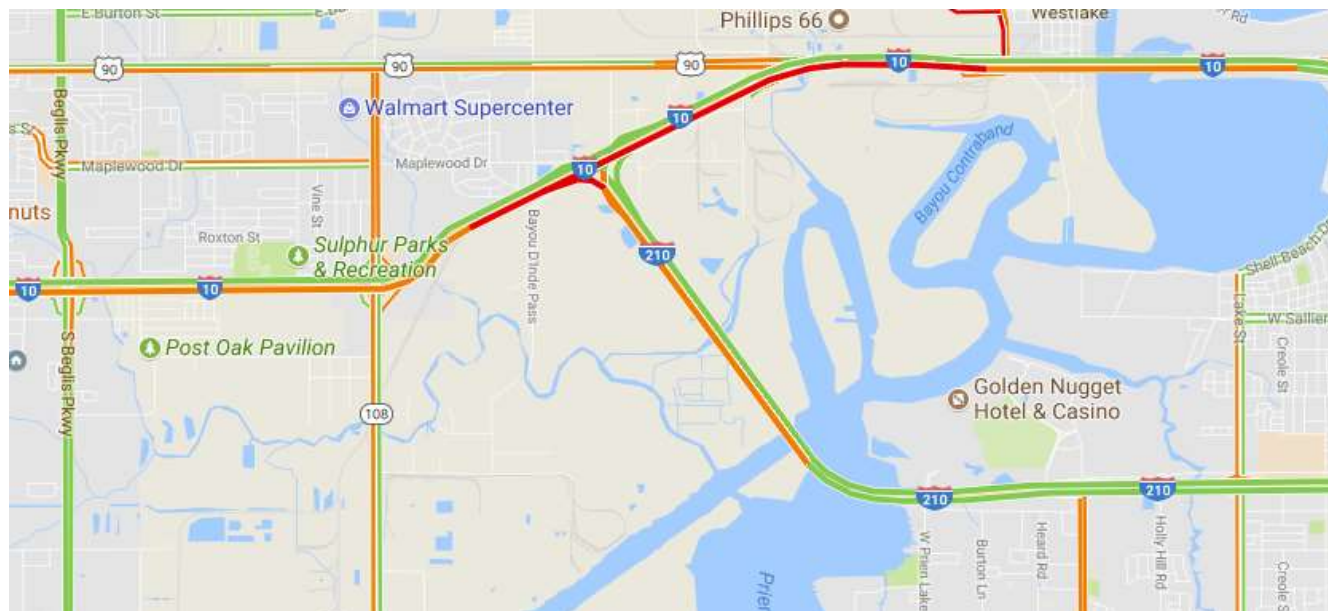 E Burton St
Phillips 66
Westlake
Rd
90
90
90
10
10
Beglis Pkwy
Walmart Supercenter
10
s S
Maplewood Dr
Maplewood Dr
10
Bayou Contraband
nuts
Vine St
Roxton St
Sulphur Parks
& Recreation
Bayou D'Inde Pass
210
Shell Beach Dr
10
10
Lake St
W Sallier
Post Oak Pavilion
S Beglis Pkwy
Creole St
Golden Nugget
Hotel & Casino
108
210
210
W Prien Lake
Burton Ln
Heard Rd
Holly Hill Rd
Creole S
Prien